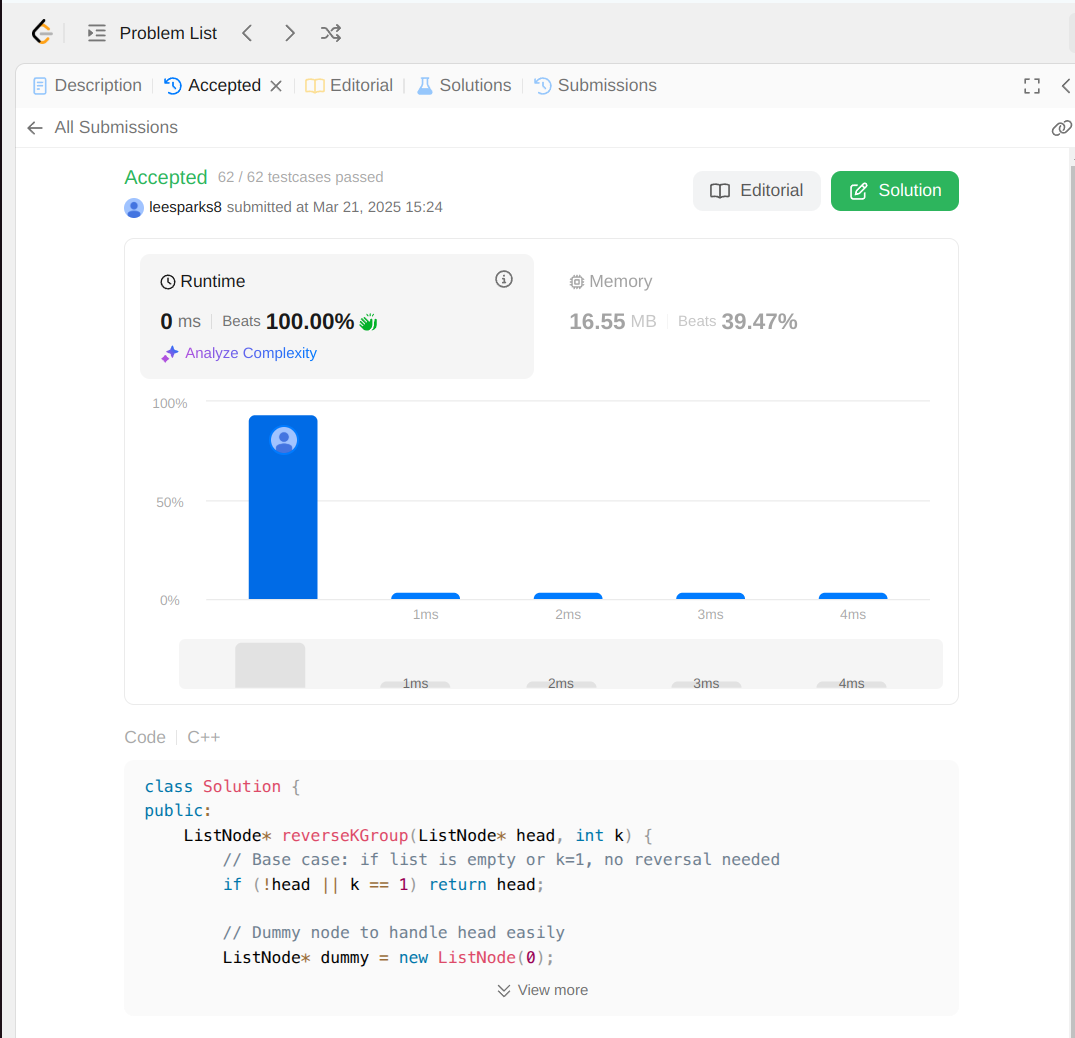 Problem List
Description Accepted Editorial Solutions Submissions
All Submissions
Accepted 62 / 62 testcases passed
leesparks8 submitted at Mar 21, 2025 15:24
Editorial Solution
Runtime
0 ms Beats 100.00%
Analyze Complexity
Memory
16.55 MB Beats 39.47%
100%
50%
0%
1ms 2ms 3ms 4ms
1ms 2ms 3ms 4ms
Code C++
class Solution {
public:
    ListNode* reverseKGroup(ListNode* head, int k) {
        // Base case: if list is empty or k=1, no reversal needed
        if (!head || k == 1) return head;
        // Dummy node to handle head easily
        ListNode* dummy = new ListNode(0);
View more